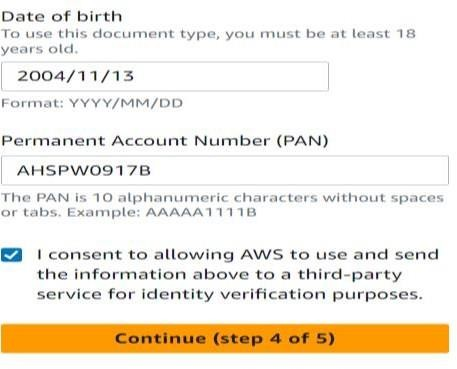 Date of birth
To use this document type, you must be at least 18
years old.
2004/11/13
Format: YYYY/MM/DD
Permanent Account Number (PAN)
AHSPW0917B
The PAN is 10 alphanumeric characters without spaces
or tabs. Example: AAAAA1111B
I consent to allowing AWS to use and send
the information above to a third-party
service for identity verification purposes.
Continue (step 4 of 5)